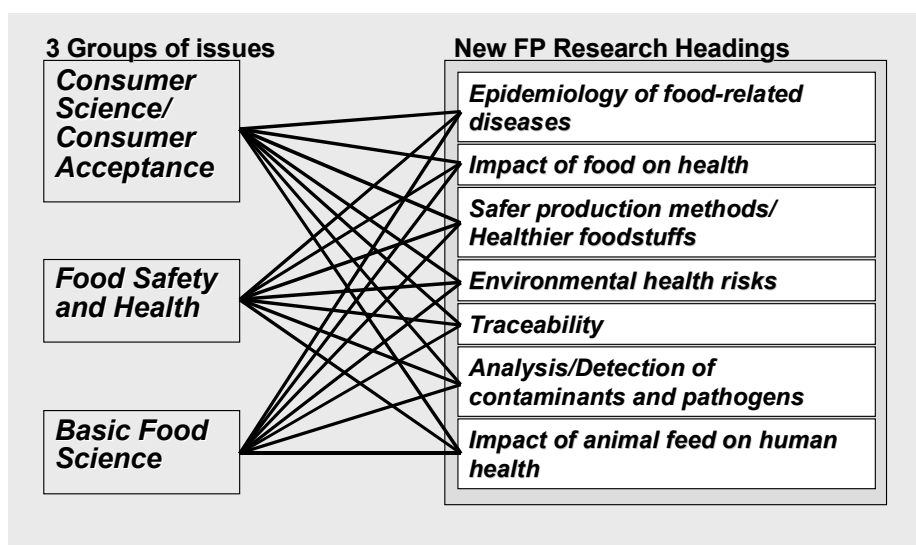 3 Groups of issues
Consumer
Science/
Consumer
Acceptance
Food Safety
and Health
Basic Food
Science
New FP Research Headings
Epidemiology of food-related
diseases
Impact of food on health
Safer production methods/
Healthier foodstuffs
Environmental health risks
Traceability
Analysis/Detection of
contaminants and pathogens
Impact of animal feed on human
health